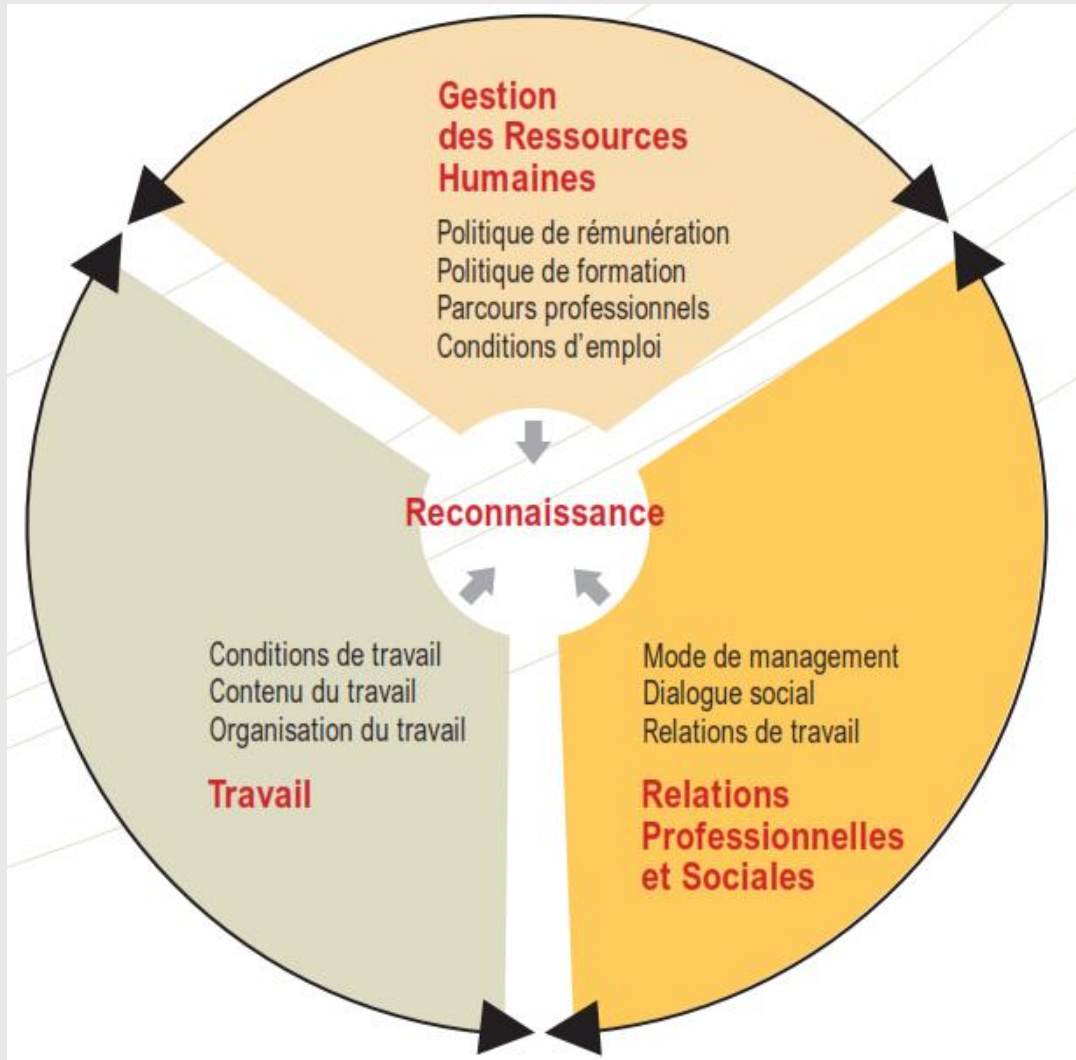 Gestion
des Ressources
Humaines
Politique de rémunération
Politique de formation
Parcours professionnels
Conditions d'emploi
Reconnaissance
Conditions de travail
Contenu du travail
Organisation du travail
Travail
Mode de management
Dialogue social
Relations de travail
Relations
Professionnelles
et Sociales